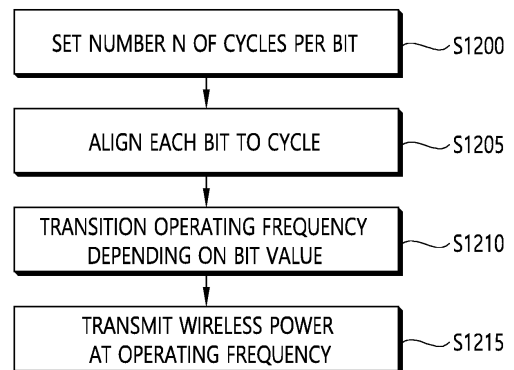 SET NUMBER N OF CYCLES PER BIT
S1200
ALIGN EACH BIT TO CYCLE
S1205
TRANSITION OPERATING FREQUENCY
DEPENDING ON BIT VALUE
S1210
TRANSMIT WIRELESS POWER
AT OPERATING FREQUENCY
S1215